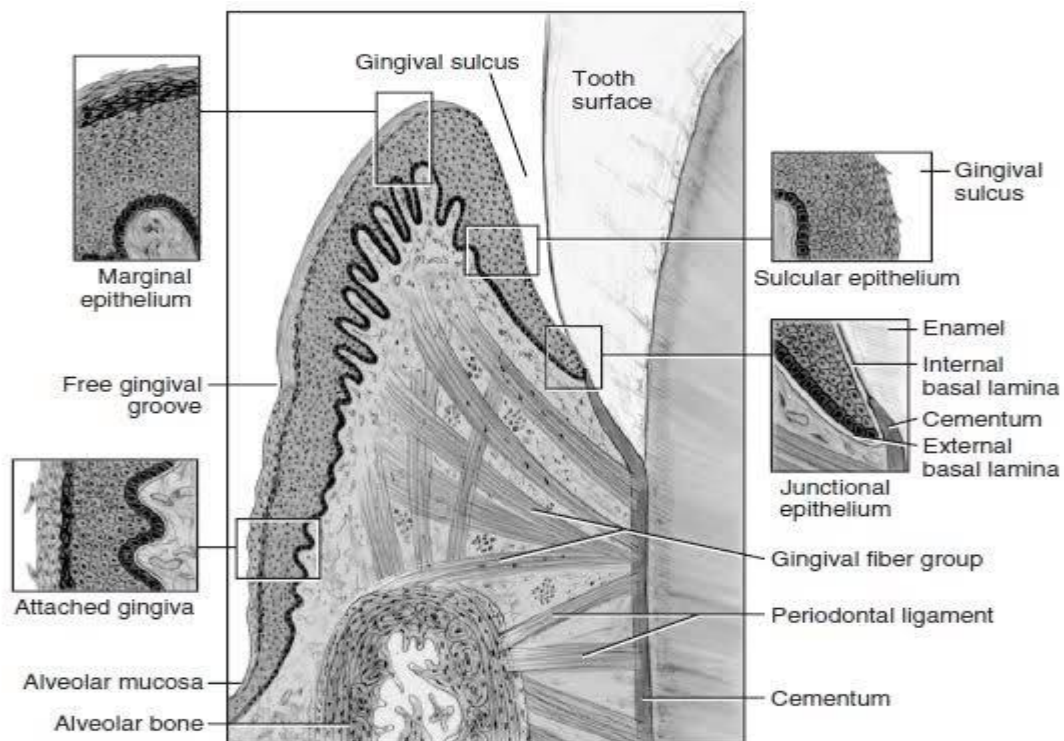 Gingival sulcus
Tooth
surface
Marginal
epithelium
Gingival
sulcus
Sulcular epithelium
Enamel
Internal
basal lamina
Cementum
External
basal lamina
Junctional
epithelium
Free gingival
groove
Attached gingiva
Gingival fiber group
Periodontal ligament
Alveolar mucosa
Cementum
Alveolar bone